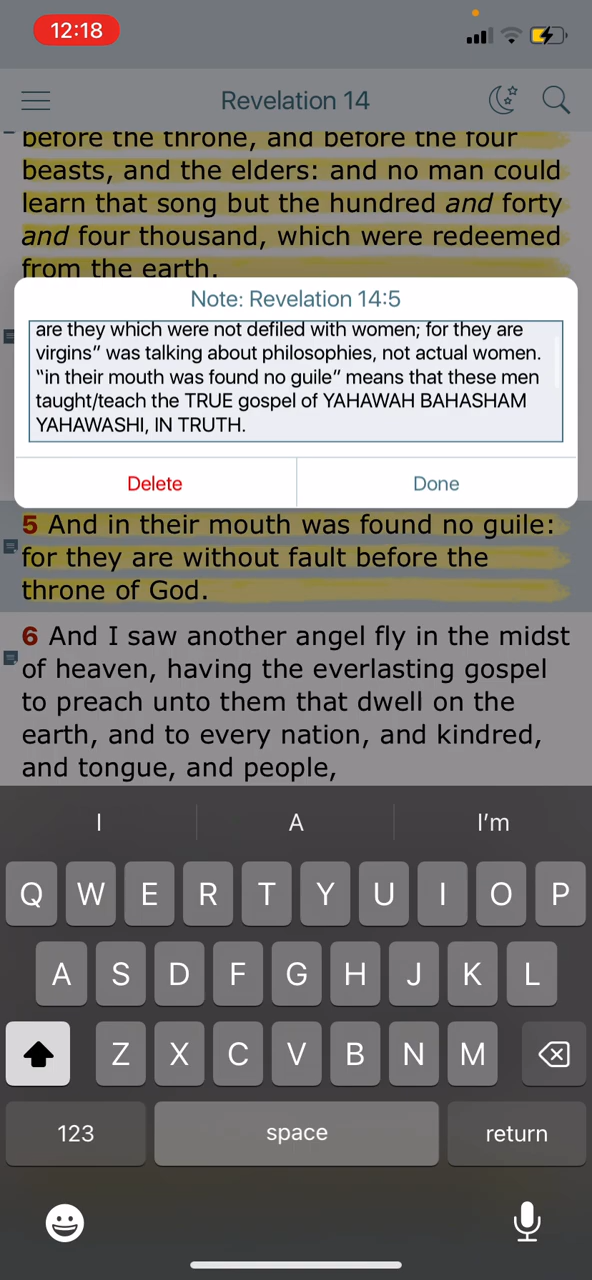 12:18
Revelation 14
before the throne, and before the four
beasts, and the elders: and no man could
learn that song but the hundred and forty
and four thousand, which were redeemed
from the earth.
Note: Revelation 14:5
are they which were not defiled with women; for they are
virgins” was talking about philosophies, not actual women.
“in their mouth was found no guile” means that these men
taught/teach the TRUE gospel of YAHAWAH BAHASHAM
YAHAWASHI, IN TRUTH.
Delete
Done
5 And in their mouth was found no guile:
for they are without fault before the
throne of God.
6 And I saw another angel fly in the midst
of heaven, having the everlasting gospel
to preach unto them that dwell on the
earth, and to every nation, and kindred,
and tongue, and people,
I A I’m
Q W E R T Y U I O P
A S D F G H J K L
Z X C V B N M
123 space return